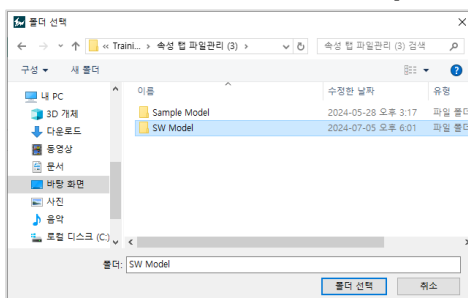 폴더 선택
« Traini... › 속성 탭 파일관리 (3) ›
속성 탭 파일관리 (3) 검색
구성 새 폴더
이름 수정한 날짜 유형
내 PC
3D 개체
다운로드
동영상
문서
바탕 화면
사진
음악
로컬 디스크 (C:)
Sample Model 2024-05-28 오후 3:17 파일 폴더
SW Model 2024-07-05 오후 6:01 파일 폴더
폴더: SW Model
폴더 선택 취소